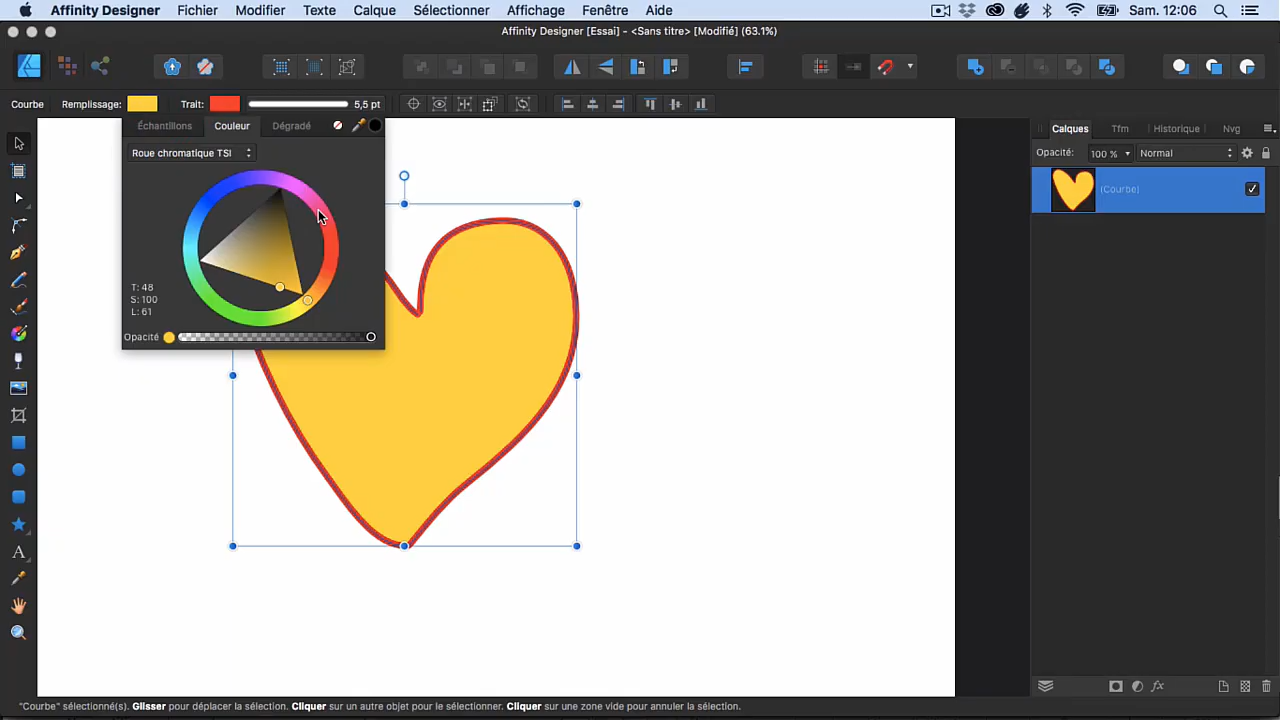 Affinity Designer Fichier Modifier Texte Calque Sélectionner Affichage Fenêtre Aide Sam. 12:06
Affinity Designer [Essai] - <Sans titre> [Modifié] (63.1%)
Courbe Remplissage: Trait: 5,5 pt
Échantillons Couleur Dégradé
Calques Tfm Historique Nvg
Roue chromatique TSI
Opacité: 100 % Normal
(Courbe)
T: 48
S: 100
L: 61
Opacité
A
fx
"Courbe" sélectionné(s). Glisser pour déplacer la sélection. Cliquer sur un autre objet pour le sélectionner. Cliquer sur une zone vide pour annuler la sélection.